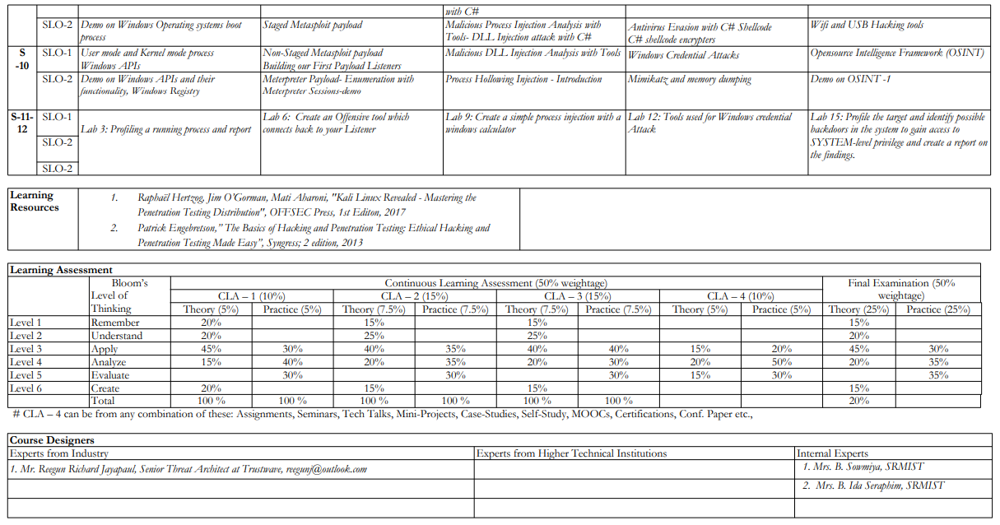 with C#
SLO-2 Demo on Windows Operating systems boot process Staged Metasploit payload Malicious Process Injection Analysis with Tools- DLL Injection attack with C# Antivirus Evasion with C# Shellcode C# shellcode encrypters Wifi and USB Hacking tools
S -10 SLO-1 User mode and Kernel mode process Windows APIs Non-Staged Metasploit payload Building our First Payload Listeners Malicious DLL Injection Analysis with Tools Windows Credential Attacks Opensource Intelligence Framework (OSINT)
SLO-2 Demo on Windows APIs and their functionality, Windows Registry Meterpreter Payload- Enumeration with Meterpreter Sessions-demo Process Hollowing Injection - Introduction Mimikatz and memory dumping Demo on OSINT -1
S-11-12 SLO-1 Lab 3: Profiling a running process and report Lab 6: Create an Offensive tool which connects back to your Listener Lab 9: Create a simple process injection with a windows calculator Lab 12: Tools used for Windows credential Attack Lab 15: Profile the target and identify possible backdoors in the system to gain access to SYSTEM-level privilege and create a report on the findings.
SLO-2
SLO-2
Learning Resources
1. Raphaël Hertzog, Jim O'Gorman, Mati Aharoni, "Kali Linux Revealed - Mastering the
Penetration Testing Distribution", OFFSEC Press, 1st Editon, 2017
2. Patrick Engebretson," The Basics of Hacking and Penetration Testing: Ethical Hacking and
Penetration Testing Made Easy", Syngress; 2 edition, 2013
Learning Assessment
Bloom's Level of Thinking Continuous Learning Assessment (50% weightage) Final Examination (50% weightage)
CLA – 1 (10%) CLA – 2 (15%) CLA – 3 (15%) CLA – 4 (10%)
Theory (5%) Practice (5%) Theory (7.5%) Practice (7.5%) Theory (7.5%) Practice (7.5%) Theory (5%) Practice (5%) Theory (25%) Practice (25%)
Level 1 Remember 20% 15% 15% 15%
Level 2 Understand 20% 25% 25% 20%
Level 3 Apply 45% 30% 40% 35% 40% 40% 15% 20% 45% 30%
Level 4 Analyze 15% 40% 20% 35% 20% 30% 20% 50% 20% 35%
Level 5 Evaluate 30% 30% 30% 15% 30% 35%
Level 6 Create 20% 15% 15% 15%
Total 100 % 100 % 100 % 100 % 100 % 100 % 20%
# CLA – 4 can be from any combination of these: Assignments, Seminars, Tech Talks, Mini-Projects, Case-Studies, Self-Study, MOOCs, Certifications, Conf. Paper etc.,
Course Designers
Experts from Industry Experts from Higher Technical Institutions Internal Experts
1. Mr. Reegun Richard Jayapaul, Senior Threat Architect at Trustwave, reegunj@outlook.com 1. Mrs. B. Sowmiya, SRMIST
2. Mrs. B. Ida Seraphim, SRMIST